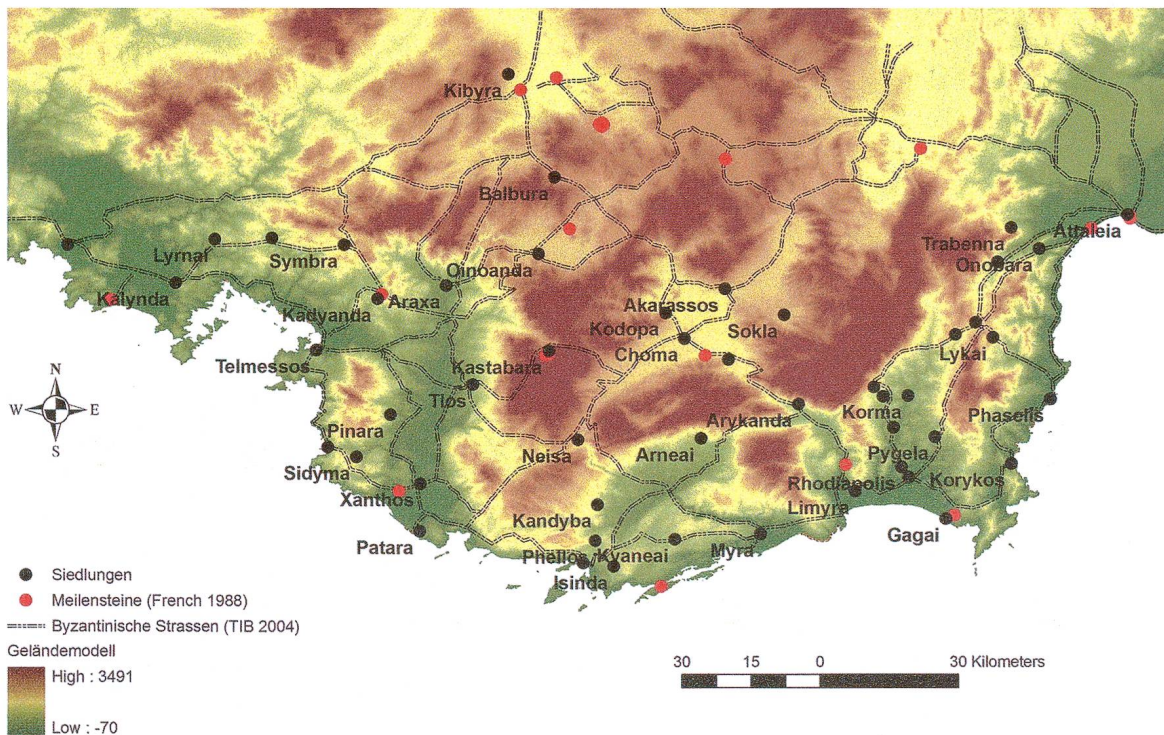 Kibyra
Balbura
Attaleia
Trabenna
Lyrnai
Symbra
Onobara
Oinoanda
Kalynda
Araxa
Akarassos
Kadyanda
Sokla
Kodopa
Choma
Lykai
Telmessos
Kastabara
N
W E
S
Tlos
Korma
Phaselis
Arykanda
Pinara
Neisa
Arneai
Pygela
Sidyma
Korykos
Rhodiapolis
Xanthos
Limyra
Kandyba
Gagai
Patara
Phellos
Kyaneai
Myra
Isinda
Siedlungen
Meilensteine (French 1988)
Byzantinische Strassen (TIB 2004)
Geländemodell
High : 3491
Low : -70
30 15 0 30 Kilometers